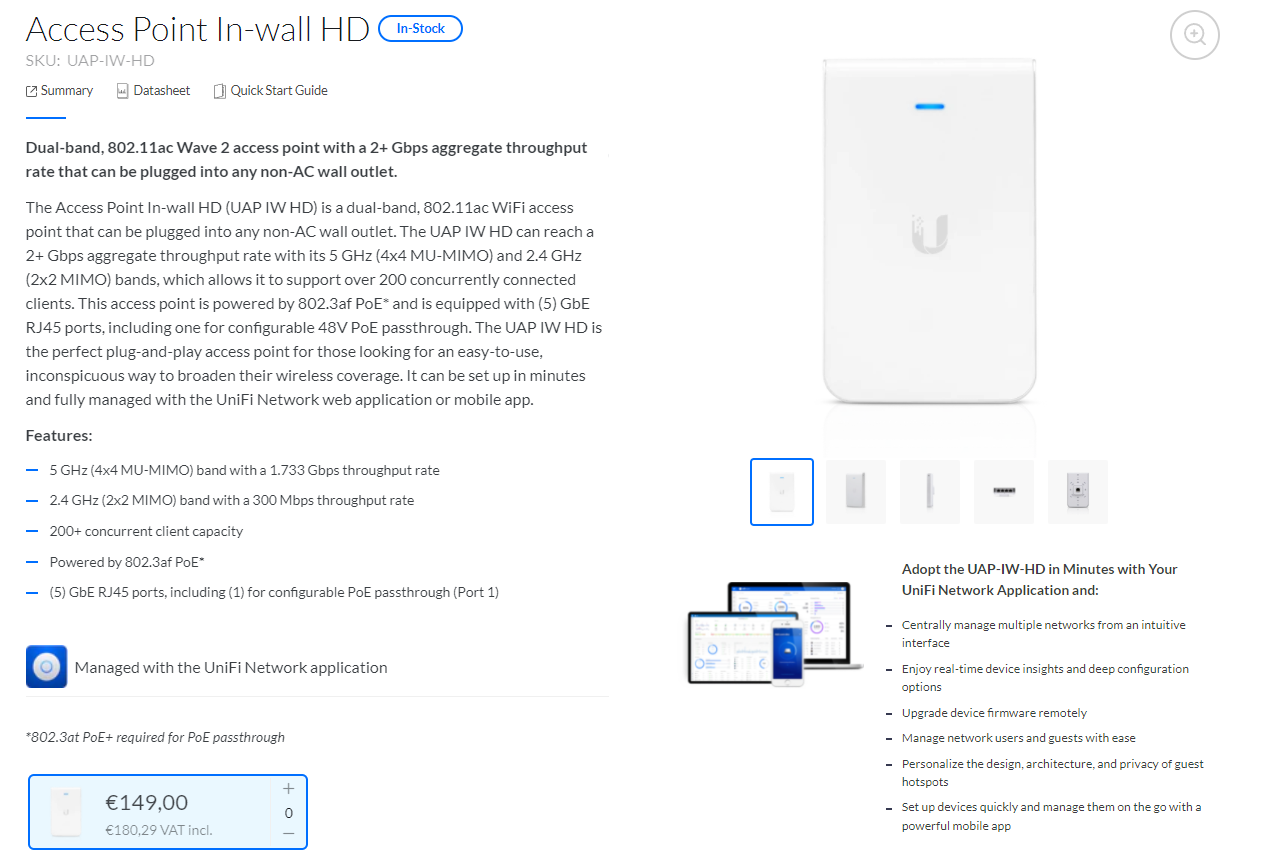 Access Point In-wall HD
In-Stock
SKU: UAP-IW-HD
Summary
Datasheet
Quick Start Guide
Dual-band, 802.11ac Wave 2 access point with a 2+ Gbps aggregate throughput
rate that can be plugged into any non-AC wall outlet.
The Access Point In-wall HD (UAP IW HD) is a dual-band, 802.11ac WiFi access
point that can be plugged into any non-AC wall outlet. The UAP IW HD can reach a
2+ Gbps aggregate throughput rate with its 5 GHz (4x4 MU-MIMO) and 2.4 GHz
(2x2 MIMO) bands, which allows it to support over 200 concurrently connected
clients. This access point is powered by 802.3af PoE* and is equipped with (5) GbE
RJ45 ports, including one for configurable 48V PoE passthrough. The UAP IW HD is
the perfect plug-and-play access point for those looking for an easy-to-use,
inconspicuous way to broaden their wireless coverage. It can be set up in minutes
and fully managed with the UniFi Network web application or mobile app.
Features:
5 GHz (4x4 MU-MIMO) band with a 1.733 Gbps throughput rate
2.4 GHz (2x2 MIMO) band with a 300 Mbps throughput rate
200+ concurrent client capacity
Powered by 802.3af PoE*
(5) GbE RJ45 ports, including (1) for configurable PoE passthrough (Port 1)
Managed with the UniFi Network application
*802.3at PoE+ required for PoE passthrough
€149,00
€180,29 VAT incl.
+
0
–
Adopt the UAP-IW-HD in Minutes with Your
UniFi Network Application and:
Centrally manage multiple networks from an intuitive
interface
Enjoy real-time device insights and deep configuration
options
Upgrade device firmware remotely
Manage network users and guests with ease
Personalize the design, architecture, and privacy of guest
hotspots
Set up devices quickly and manage them on the go with a
powerful mobile app